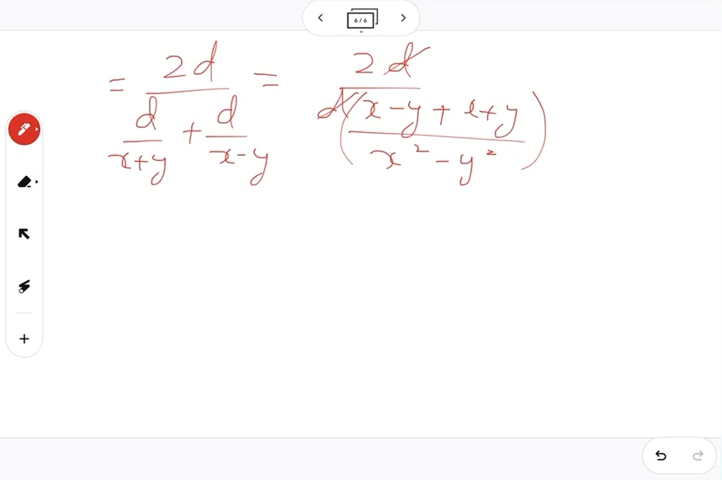 6/6
= 2d / (d/(x+y) + d/(x-y)) = 2d / d((x-y+x+y)/(x²-y²))